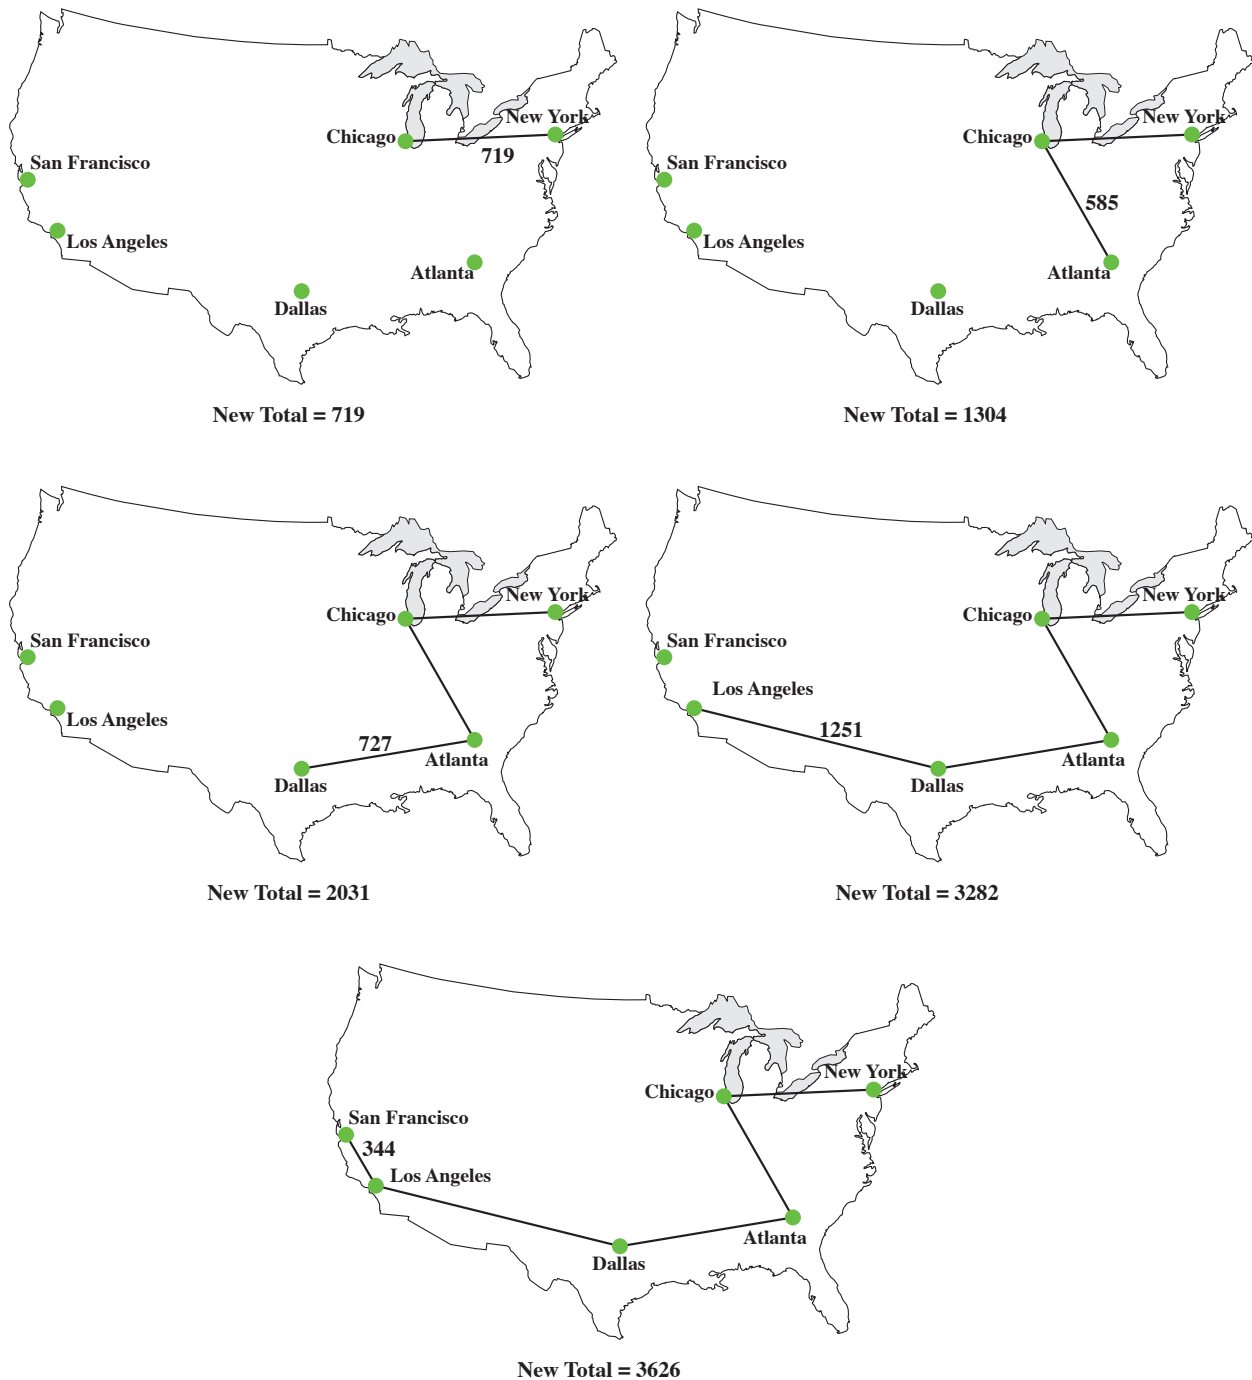 New York
Chicago
719
San Francisco
Los Angeles
Atlanta
Dallas
New Total = 719
New York
Chicago
San Francisco
585
Los Angeles
Atlanta
Dallas
New Total = 1304
New York
Chicago
San Francisco
Los Angeles
727
Atlanta
Dallas
New Total = 2031
New York
Chicago
San Francisco
Los Angeles
1251
Atlanta
Dallas
New Total = 3282
New York
Chicago
San Francisco
344
Los Angeles
Atlanta
Dallas
New Total = 3626